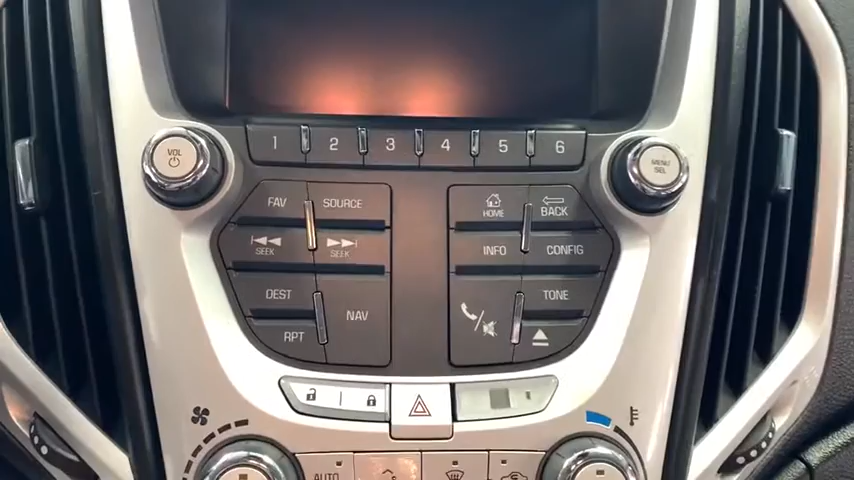 1 2 3 4 5 6
VOL
MENU
SEL
FAV SOURCE
HOME BACK
SEEK SEEK
INFO CONFIG
DEST
NAV
RPT
TONE
AUTO